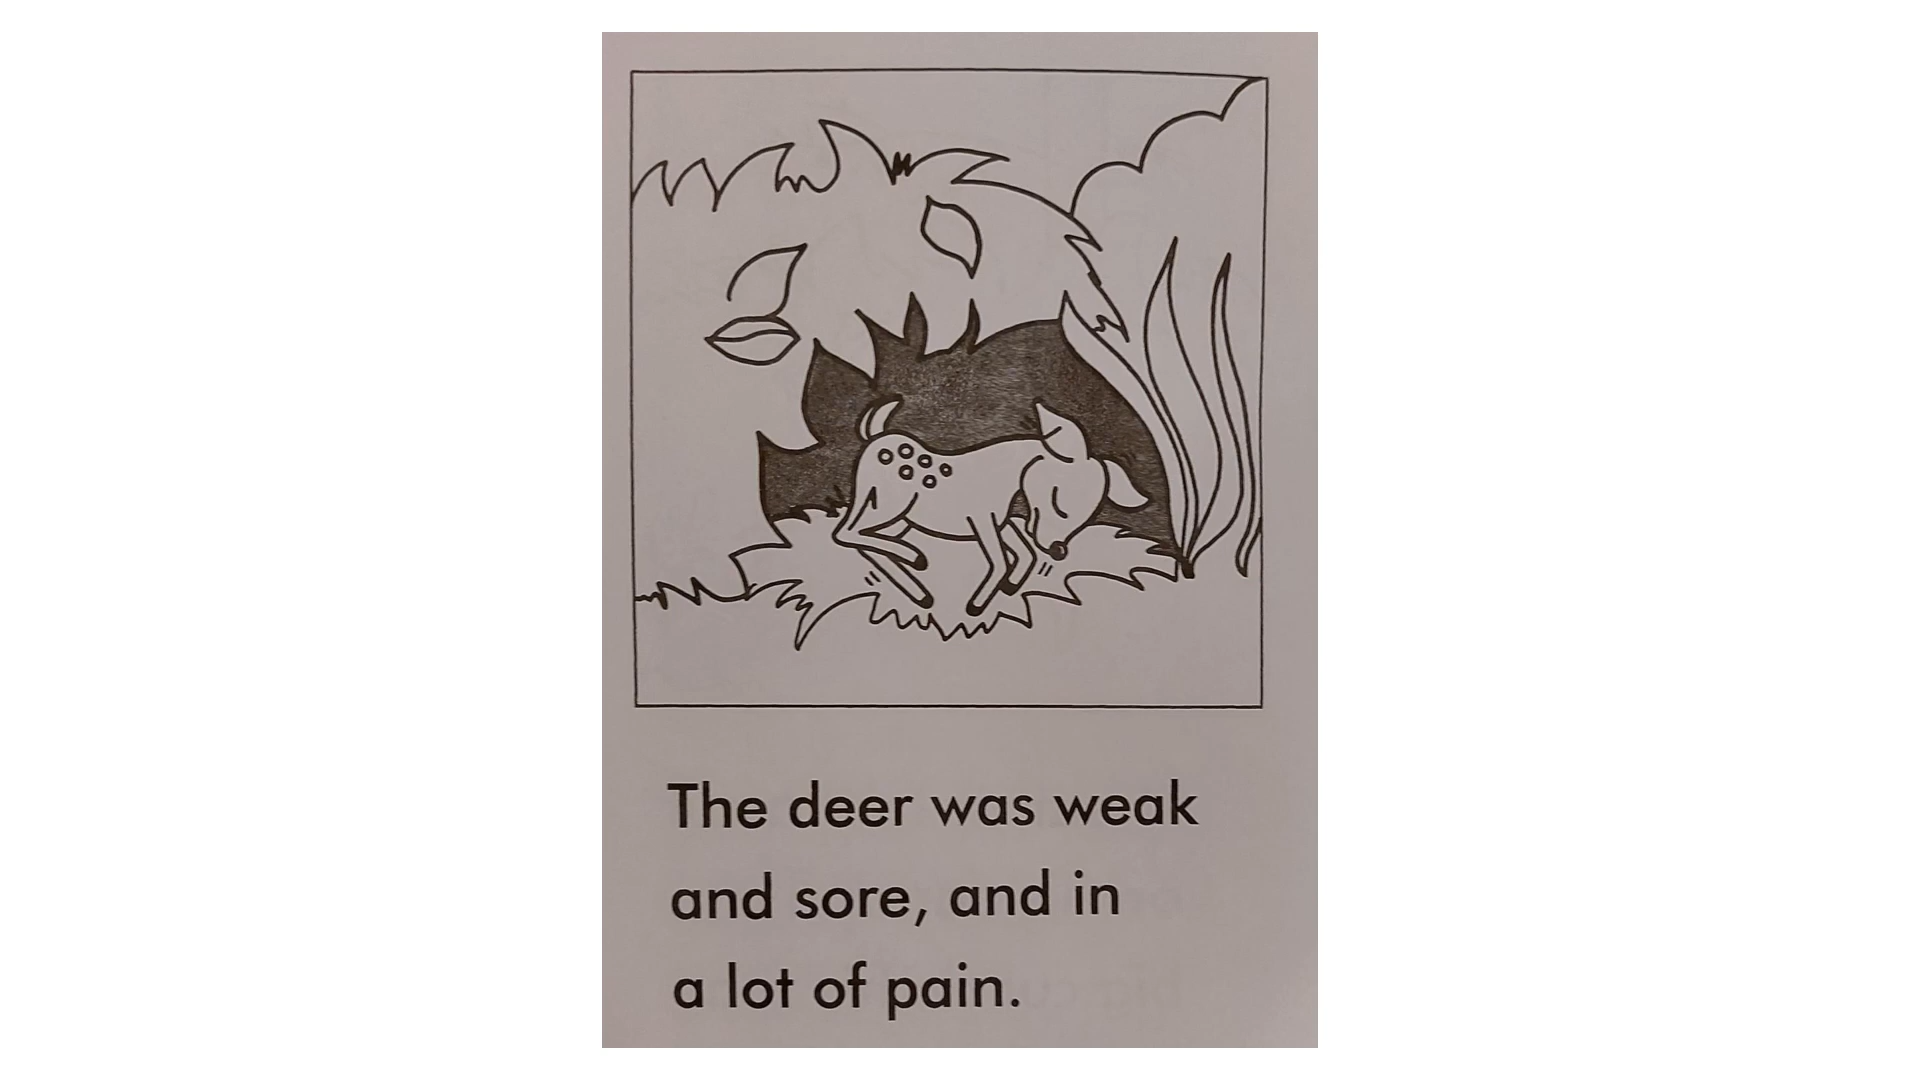 The deer was weak
and sore, and in
a lot of pain.